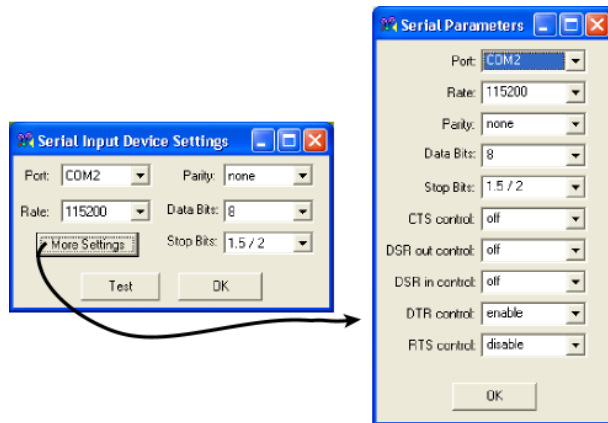 Serial Input Device Settings
Port: COM2 Parity: none
Rate: 115200 Data Bits: 8
More Settings Stop Bits: 1.5 / 2
Test OK
Serial Parameters
Port: COM2
Rate: 115200
Parity: none
Data Bits: 8
Stop Bits: 1.5 / 2
CTS control: off
DSR out control: off
DSR in control: off
DTR control: enable
RTS control: disable
OK